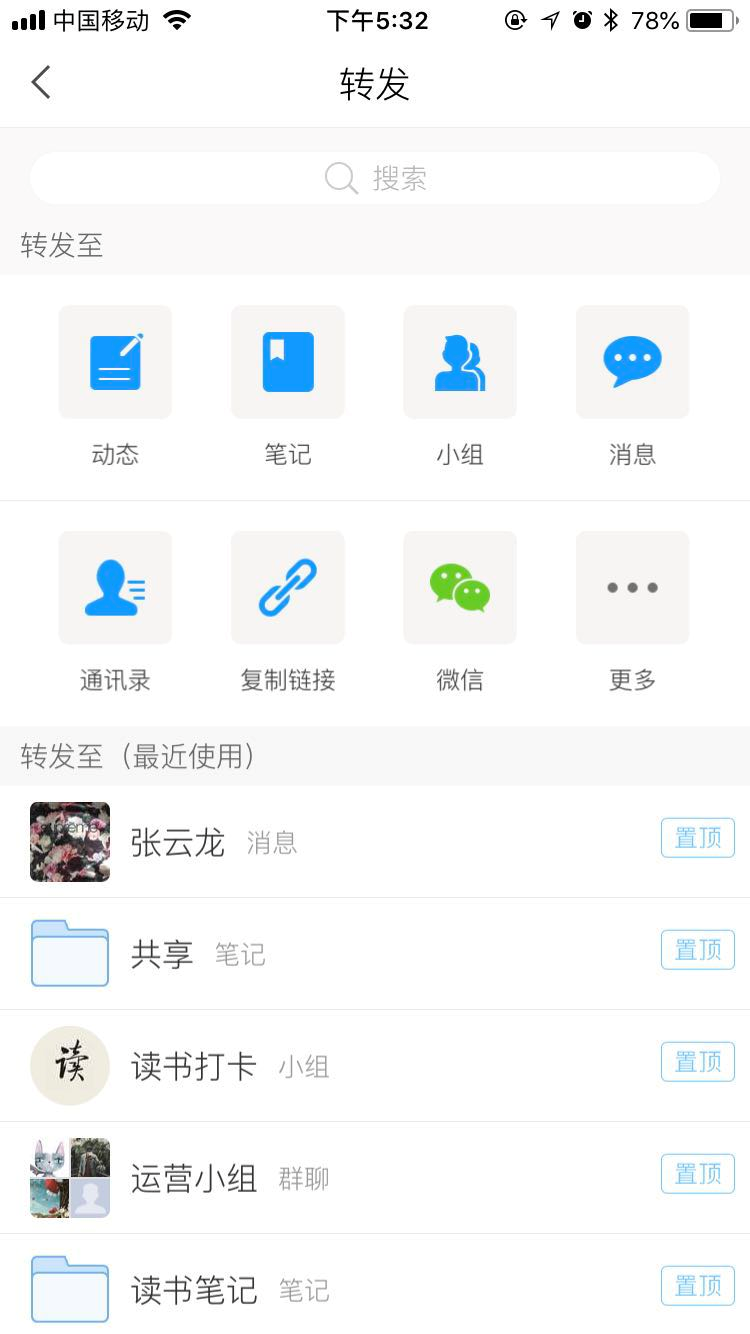 中国移动 下午5:32 78%
转发
搜索
转发至
动态 笔记 小组 消息
通讯录 复制链接 微信 更多
转发至（最近使用）
supreme
张云龙 消息 置顶
共享 笔记 置顶
读
读书打卡 小组 置顶
运营小组 群聊 置顶
读书笔记 笔记 置顶